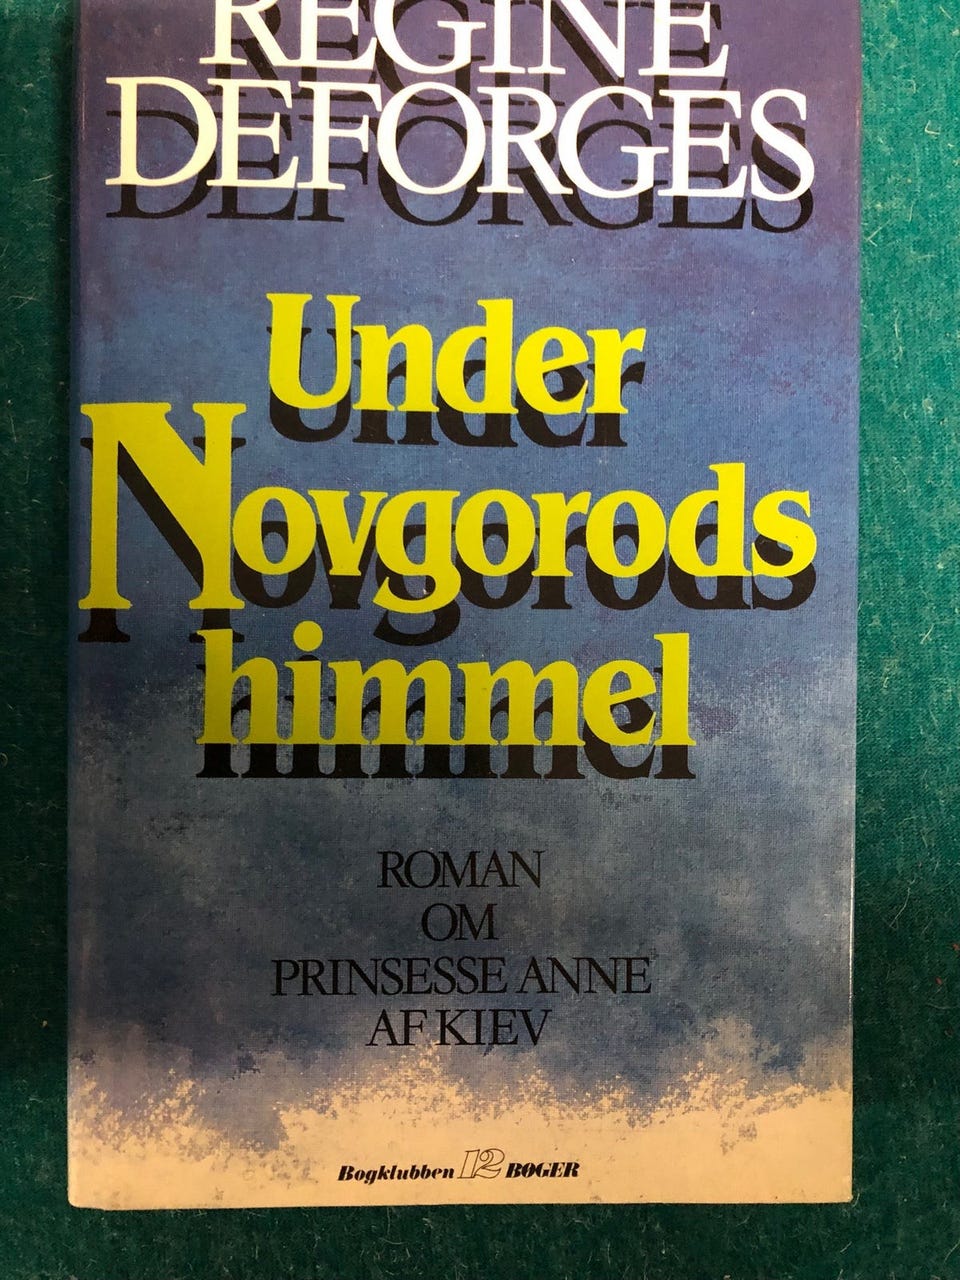 REGINE
DEFORGES
Under
Novgorods
himmel
ROMAN
OM
PRINSESSE ANNE
AF KIEV
Bogklubben 12 BØGER